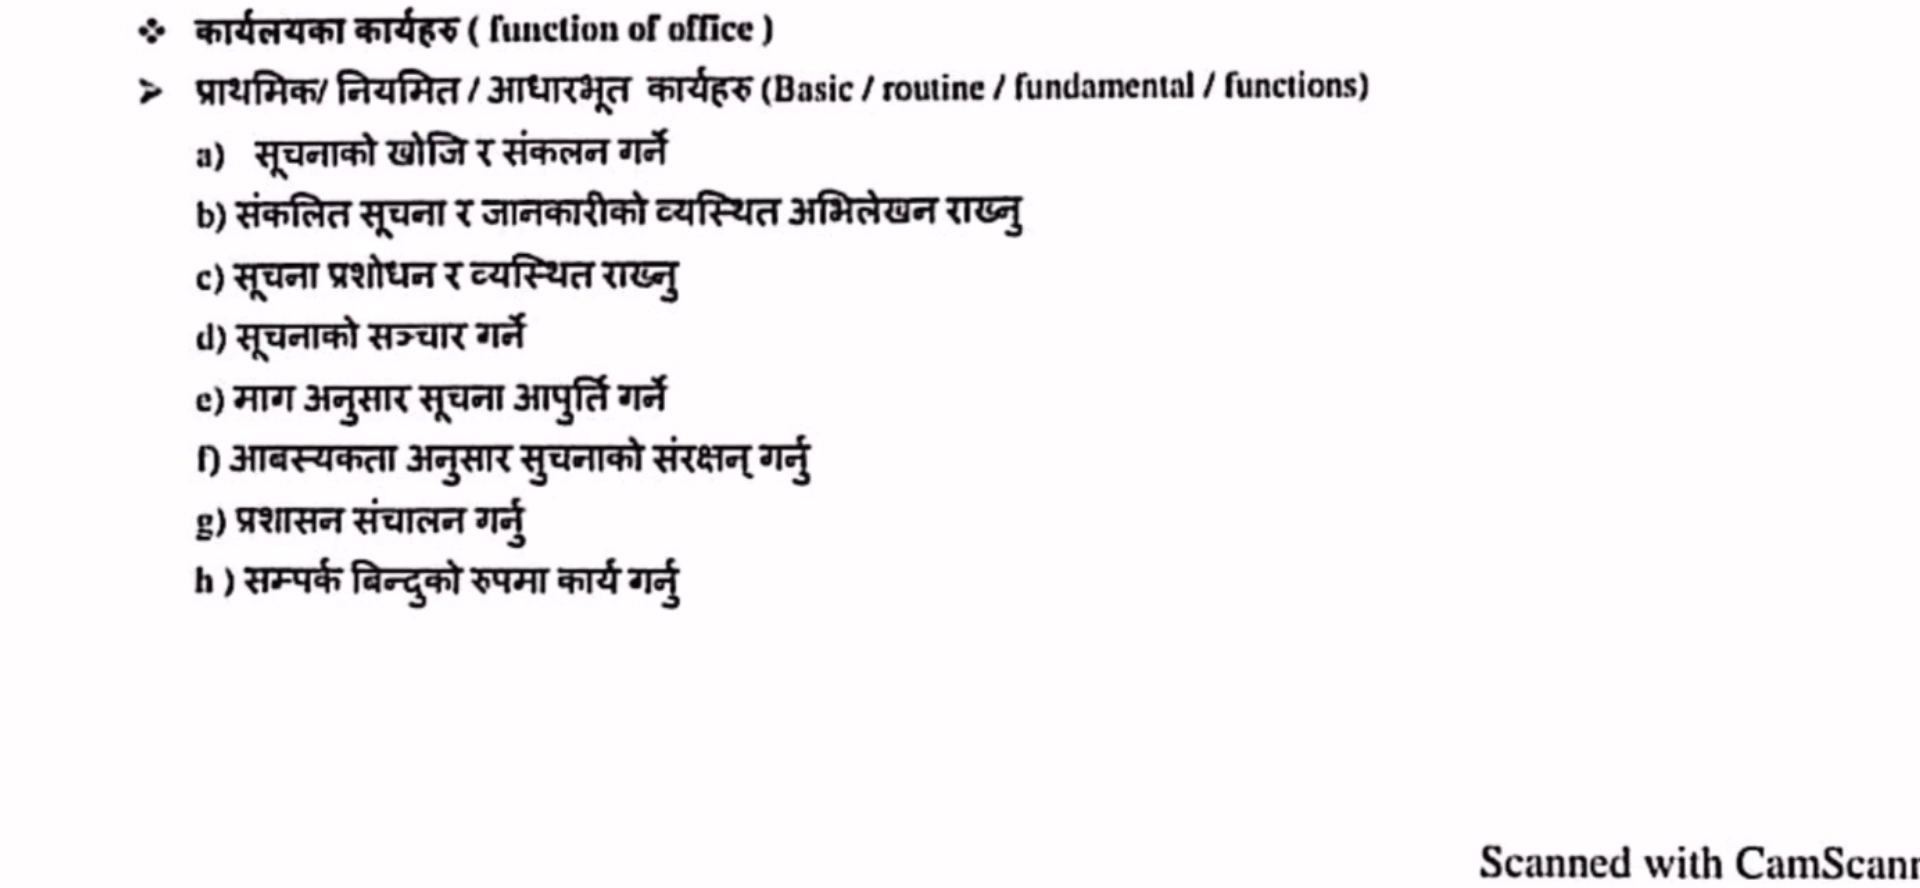 ❖ कार्यलयका कार्यहरु ( function of office )
➢ प्राथमिक/ नियमित / आधारभूत कार्यहरु (Basic / routine / fundamental / functions)
a) सूचनाको खोजि र संकलन गर्ने
b) संकलित सूचना र जानकारीको व्यस्थित अभिलेखन राख्नु
c) सूचना प्रशोधन र व्यस्थित राख्नु
d) सूचनाको सञ्चार गर्ने
e) माग अनुसार सूचना आपुर्ति गर्ने
f) आबस्यकता अनुसार सुचनाको संरक्षन् गर्नु
g) प्रशासन संचालन गर्नु
h ) सम्पर्क बिन्दुको रुपमा कार्य गर्नु
Scanned with CamScann